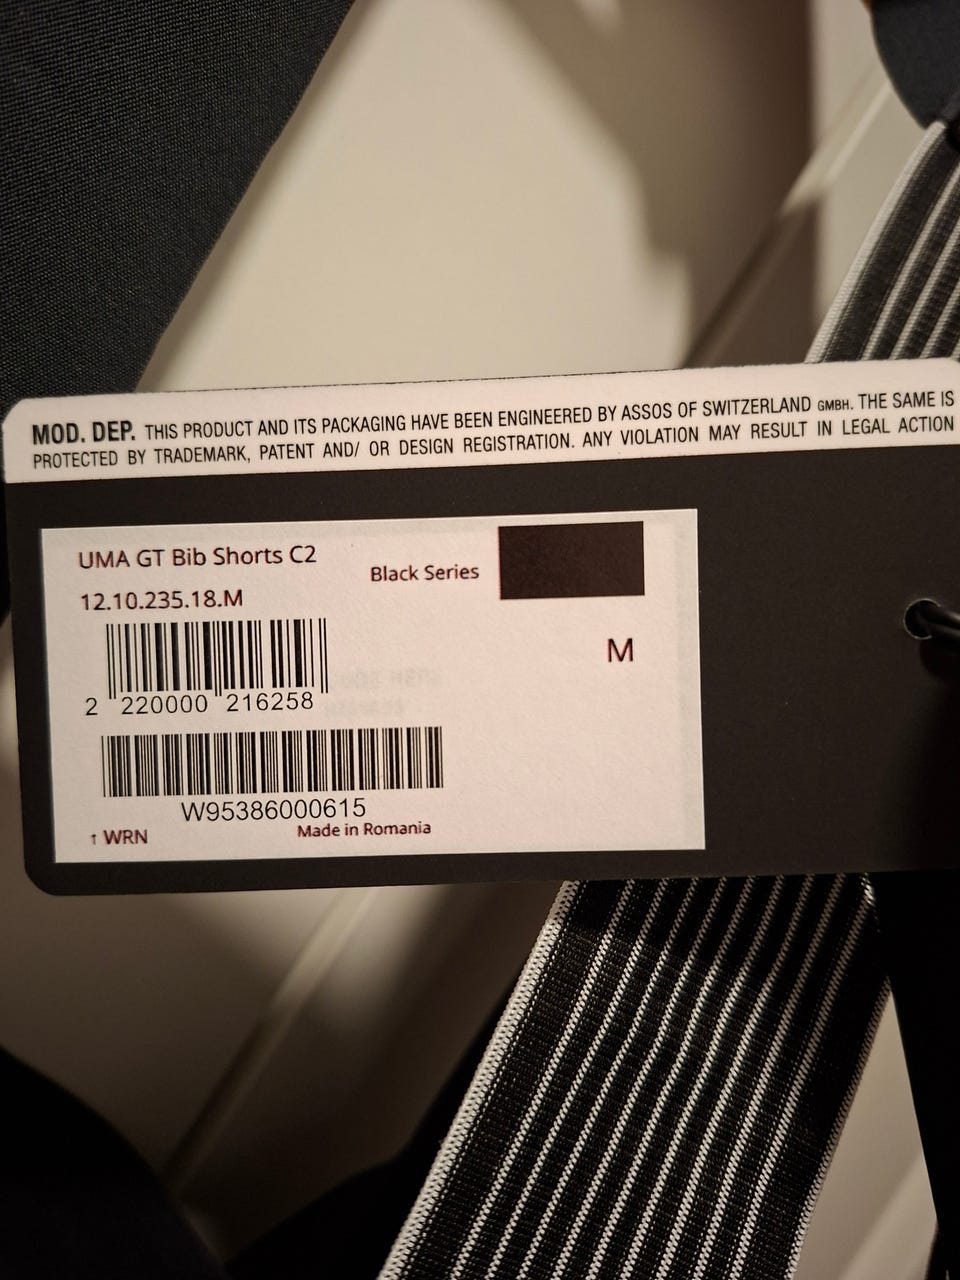 MOD. DEP. THIS PRODUCT AND ITS PACKAGING HAVE BEEN ENGINEERED BY ASSOS OF SWITZERLAND GMBH. THE SAME IS
PROTECTED BY TRADEMARK, PATENT AND/ OR DESIGN REGISTRATION. ANY VIOLATION MAY RESULT IN LEGAL ACTION
UMA GT Bib Shorts C2
Black Series
12.10.235.18.M
M
2 220000 216258
W95386000615
↑ WRN
Made in Romania